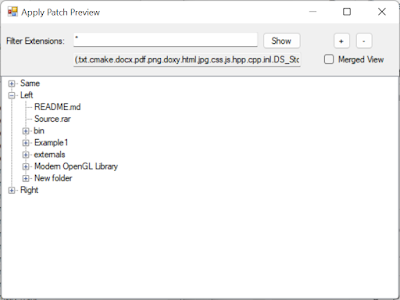 Apply Patch Preview
Filter Extensions: * Show + -
(.txt.cmake.docx.pdf.png.doxy.html.jpg.css.js.hpp.cpp.inl.DS_Stc Merged View
Same
Left
README.md
Source.rar
bin
Example1
externals
Modern OpenGL Library
New folder
Right